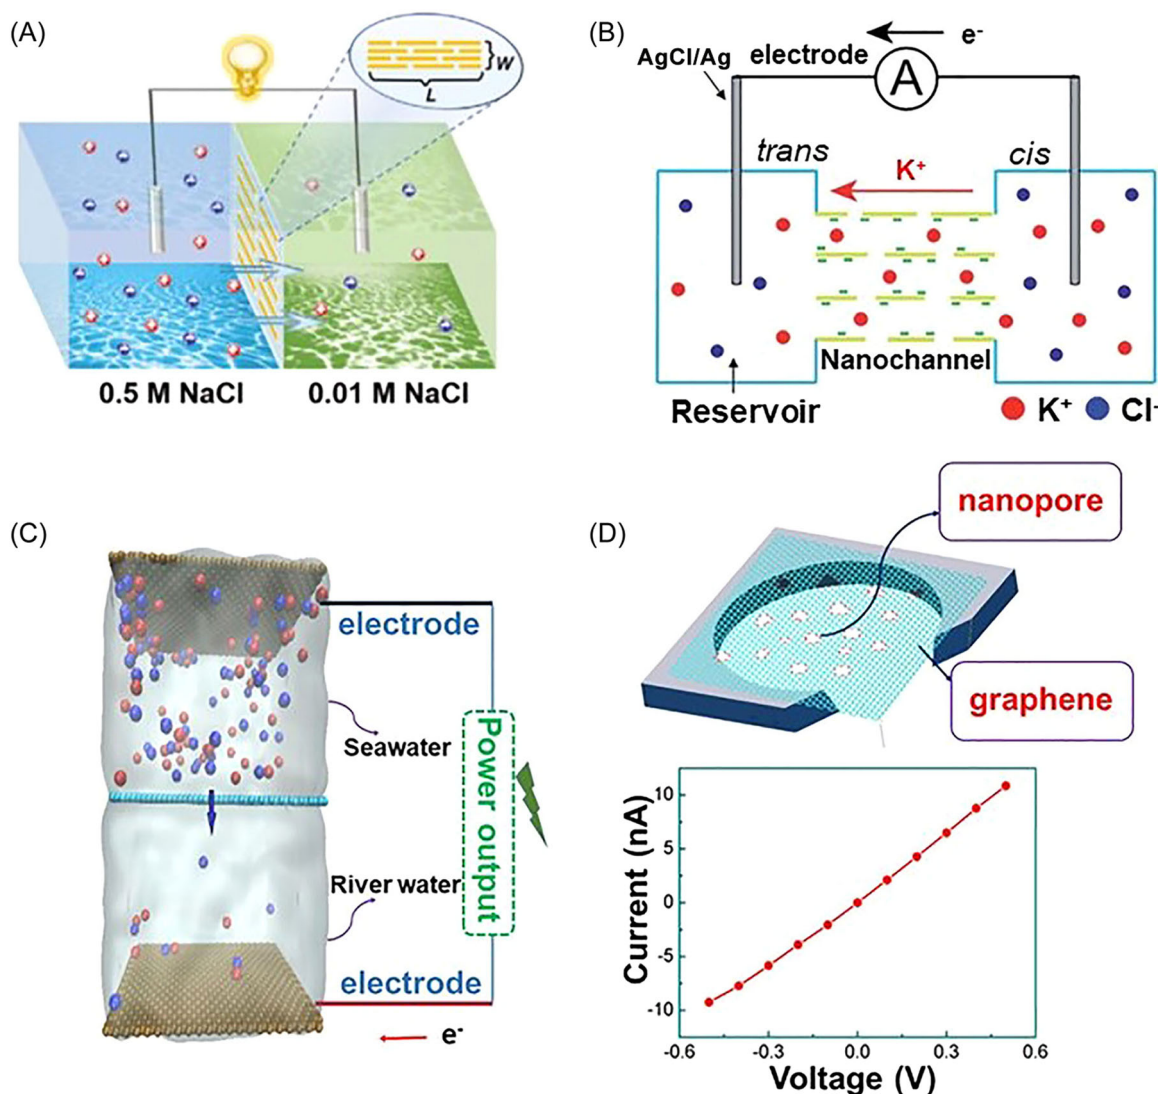 (A)
W
L
0.5 M NaCl
0.01 M NaCl
(B)
e⁻
AgCl/Ag
electrode
A
trans
cis
K⁺
Nanochannel
Reservoir
K⁺
Cl⁻
(C)
electrode
Seawater
Power output
River water
electrode
e⁻
(D)
nanopore
graphene
Current (nA)
10
5
0
-5
-10
-0.6
-0.3
0.0
0.3
0.6
Voltage (V)